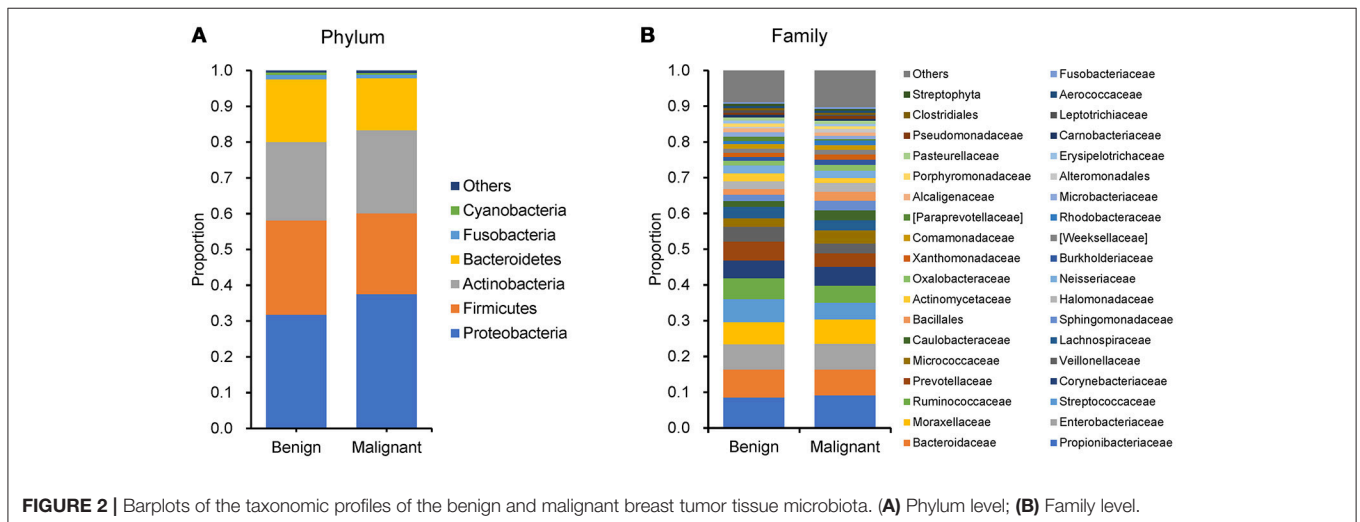 A
Phylum
Proportion
1.0
0.9
0.8
0.7
0.6
0.5
0.4
0.3
0.2
0.1
0.0
Benign
Malignant
Others
Cyanobacteria
Fusobacteria
Bacteroidetes
Actinobacteria
Firmicutes
Proteobacteria
B
Family
Proportion
1.0
0.9
0.8
0.7
0.6
0.5
0.4
0.3
0.2
0.1
0.0
Benign
Malignant
Others
Streptophyta
Clostridiales
Pseudomonadaceae
Pasteurellaceae
Porphyromonadaceae
Alcaligenaceae
[Paraprevotellaceae]
Comamonadaceae
Xanthomonadaceae
Oxalobacteraceae
Actinomycetaceae
Bacillales
Caulobacteraceae
Micrococcaceae
Prevotellaceae
Ruminococcaceae
Moraxellaceae
Bacteroidaceae
Fusobacteriaceae
Aerococcaceae
Leptotrichiaceae
Carnobacteriaceae
Erysipelotrichaceae
Alteromonadales
Microbacteriaceae
Rhodobacteraceae
[Weeksellaceae]
Burkholderiaceae
Neisseriaceae
Halomonadaceae
Sphingomonadaceae
Lachnospiraceae
Veillonellaceae
Corynebacteriaceae
Streptococcaceae
Enterobacteriaceae
Propionibacteriaceae
FIGURE 2 | Barplots of the taxonomic profiles of the benign and malignant breast tumor tissue microbiota. (A) Phylum level; (B) Family level.